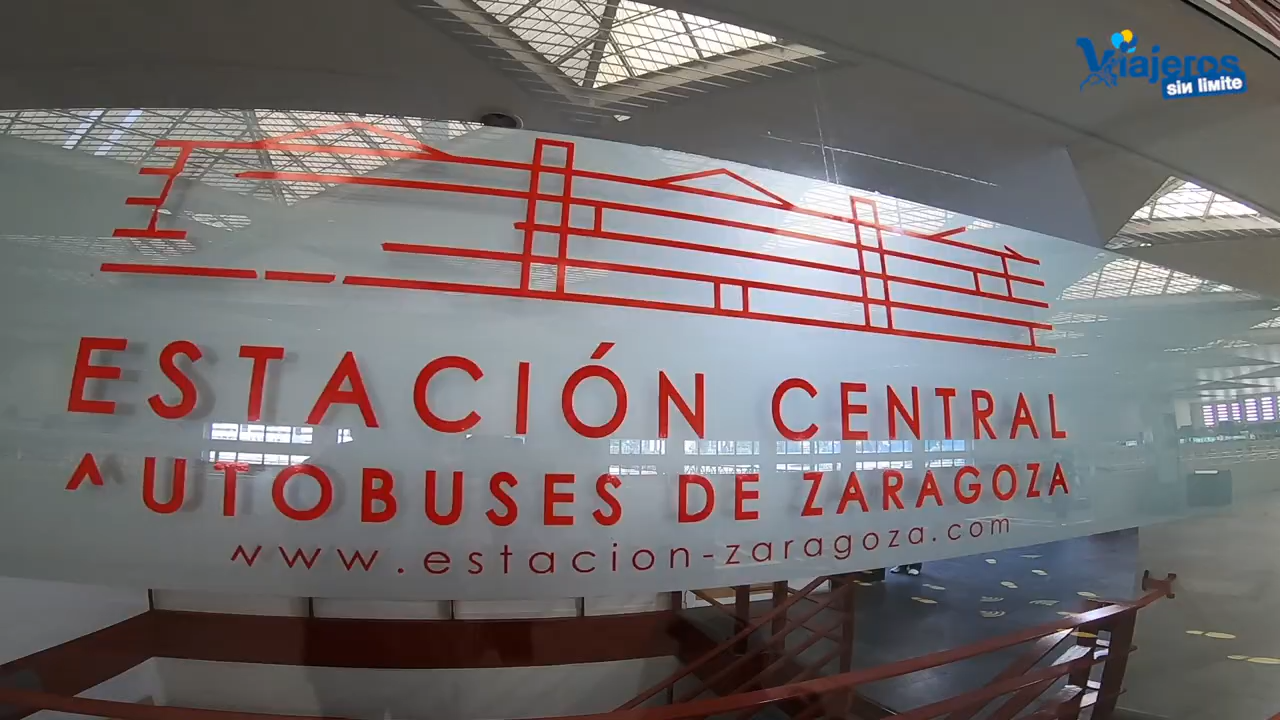 Viajeros
sin limite
ESTACIÓN CENTRAL
AUTOBUSES DE ZARAGOZA
www.estacion-zaragoza.com